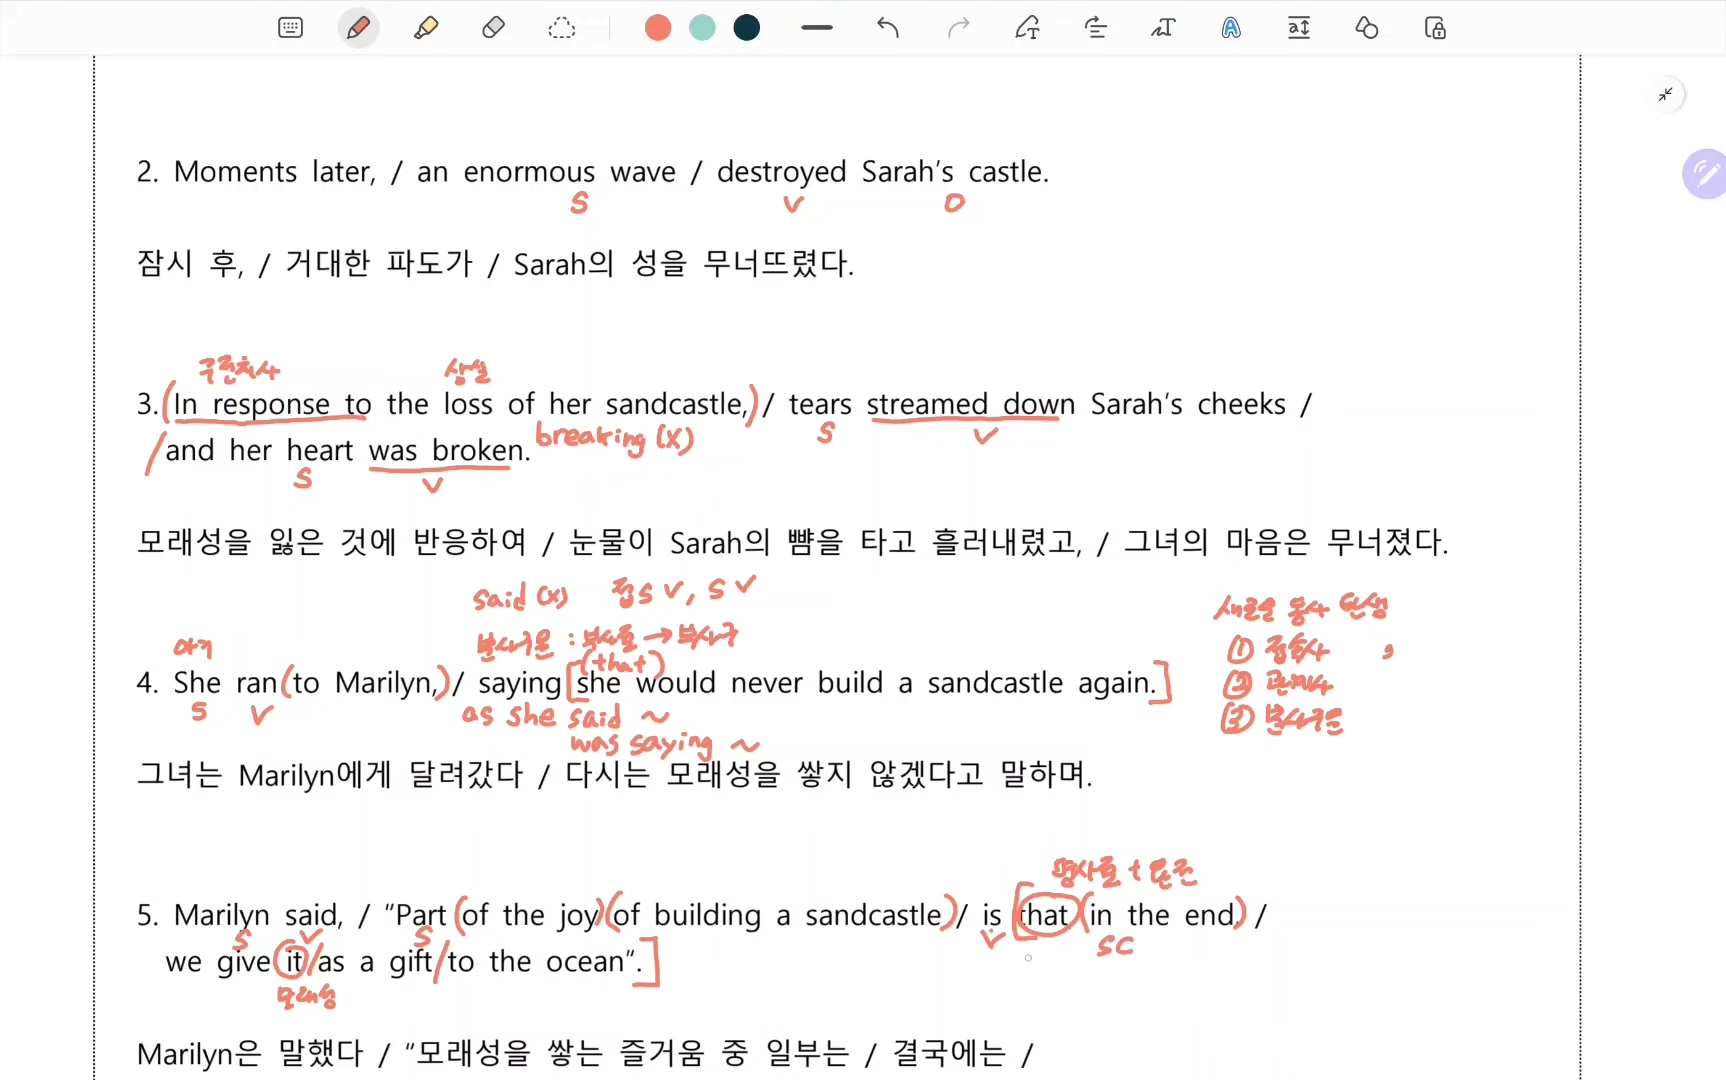 2. Moments later, / an enormous wave / destroyed Sarah's castle.
S V O
잠시 후, / 거대한 파도가 / Sarah의 성을 무너뜨렸다.
구전치사 상실
3. (In response to the loss of her sandcastle,) / tears streamed down Sarah's cheeks /
breaking (X) S V
/ and her heart was broken.
S V
모래성을 잃은 것에 반응하여 / 눈물이 Sarah의 뺨을 타고 흘러내렸고, / 그녀의 마음은 무너졌다.
said (X) 접 S V, S V
새로운 동사 탄생
분사구문 : 부사절 → 부사구
① 접속사 ,
(that)
4. She ran (to Marilyn,) / saying [she would never build a sandcastle again.]
② 관계사
S V as she said ~
③ 분사구문
was saying ~
그녀는 Marilyn에게 달려갔다 / 다시는 모래성을 쌓지 않겠다고 말하며.
명사절 + 완전
5. Marilyn said, / “Part (of the joy) (of building a sandcastle) / is [that (in the end,) /
S V S V SC
we give it / as a gift / to the ocean”.]
모래성
Marilyn은 말했다 / “모래성을 쌓는 즐거움 중 일부는 / 결국에는 /